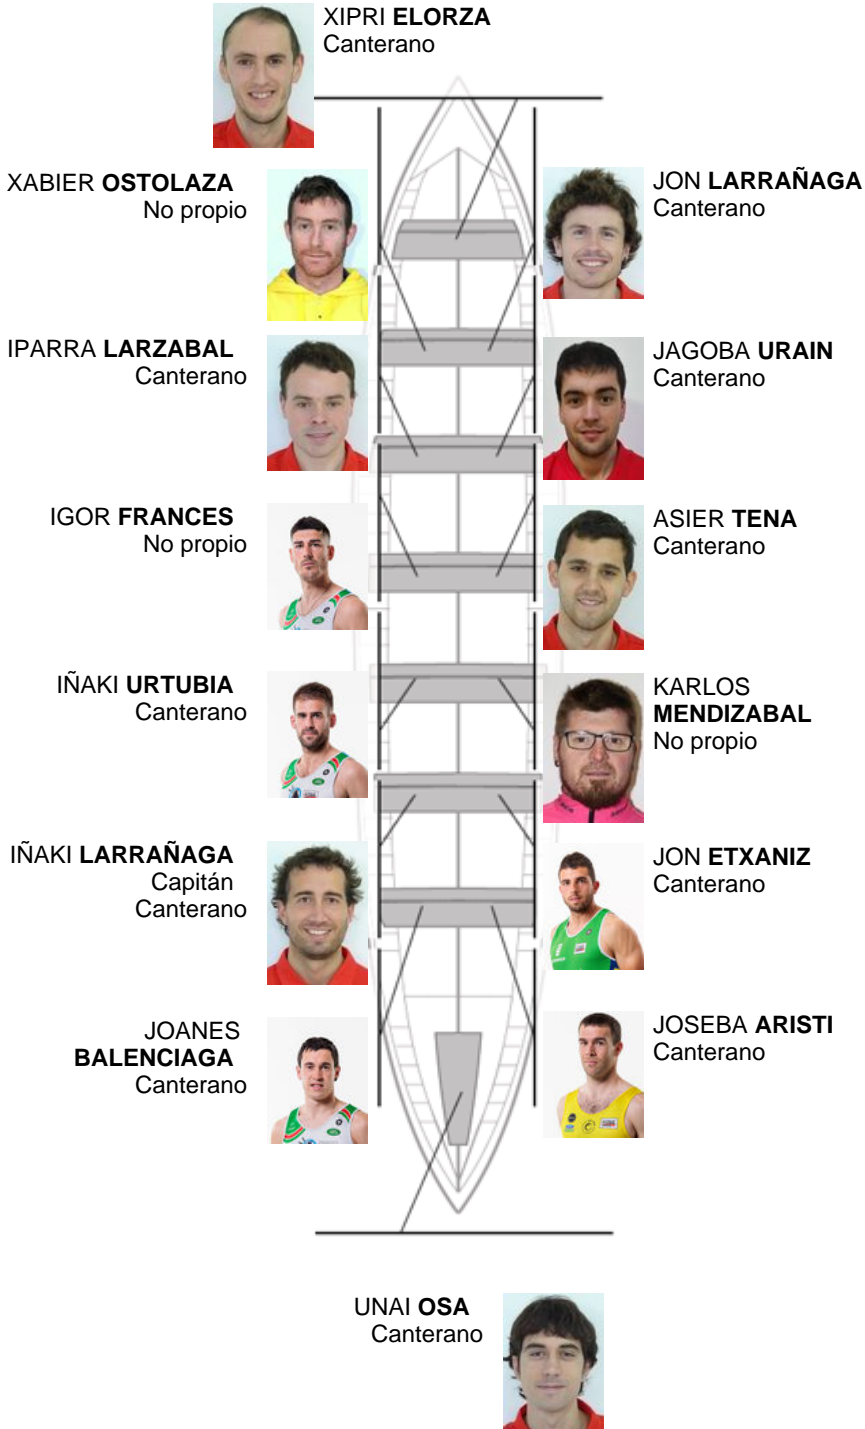 XIPRI ELORZA
Canterano
XABIER OSTOLAZA
No propio
JON LARRAÑAGA
Canterano
IPARRA LARZABAL
Canterano
JAGOBA URAIN
Canterano
IGOR FRANCES
No propio
ASIER TENA
Canterano
IÑAKI URTUBIA
Canterano
KARLOS
MENDIZABAL
No propio
IÑAKI LARRAÑAGA
Capitán
Canterano
JON ETXANIZ
Canterano
JOANES
BALENCIAGA
Canterano
JOSEBA ARISTI
Canterano
UNAI OSA
Canterano